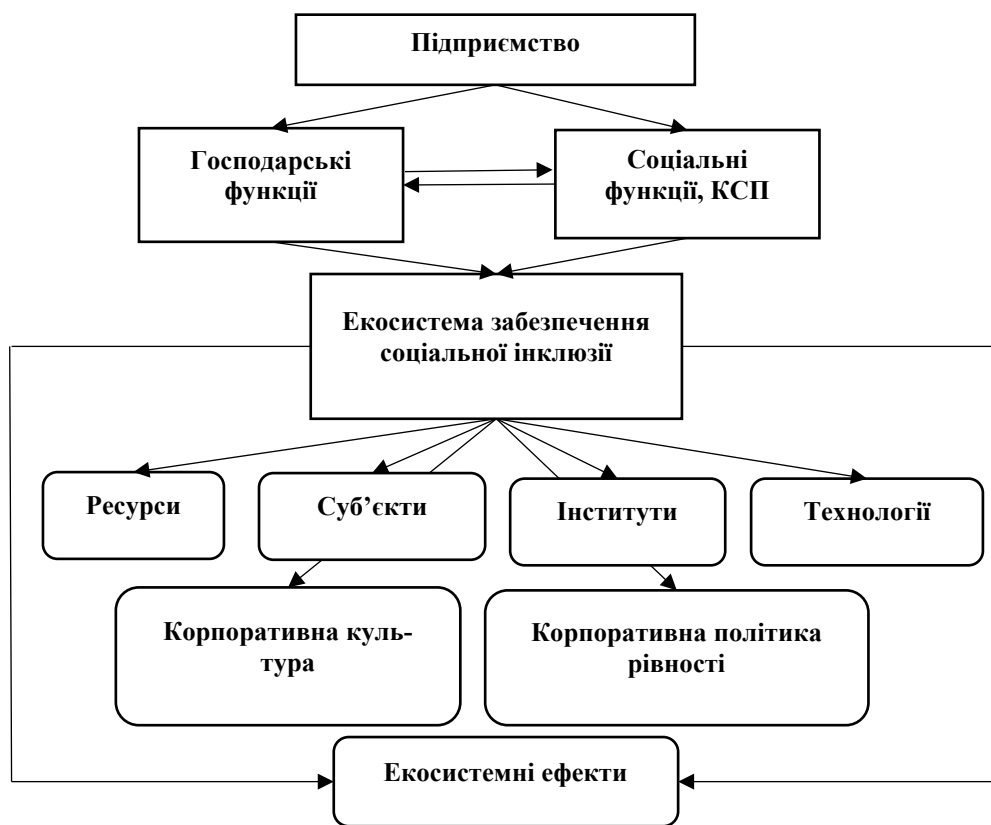 Підприємство
Господарські
функції
Соціальні
функції, КСП
Екосистема забезпечення
соціальної інклюзії
Ресурси
Суб’єкти
Інститути
Технології
Корпоративна куль-
тура
Корпоративна політика
рівності
Екосистемні ефекти